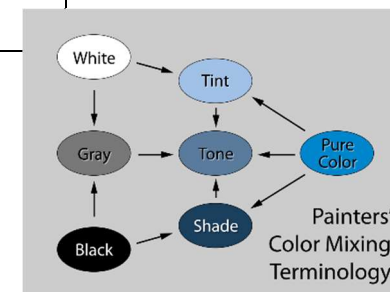 White
Tint
Gray
Tone
Pure
Color
Shade
Black
Painters'
Color Mixing
Terminology